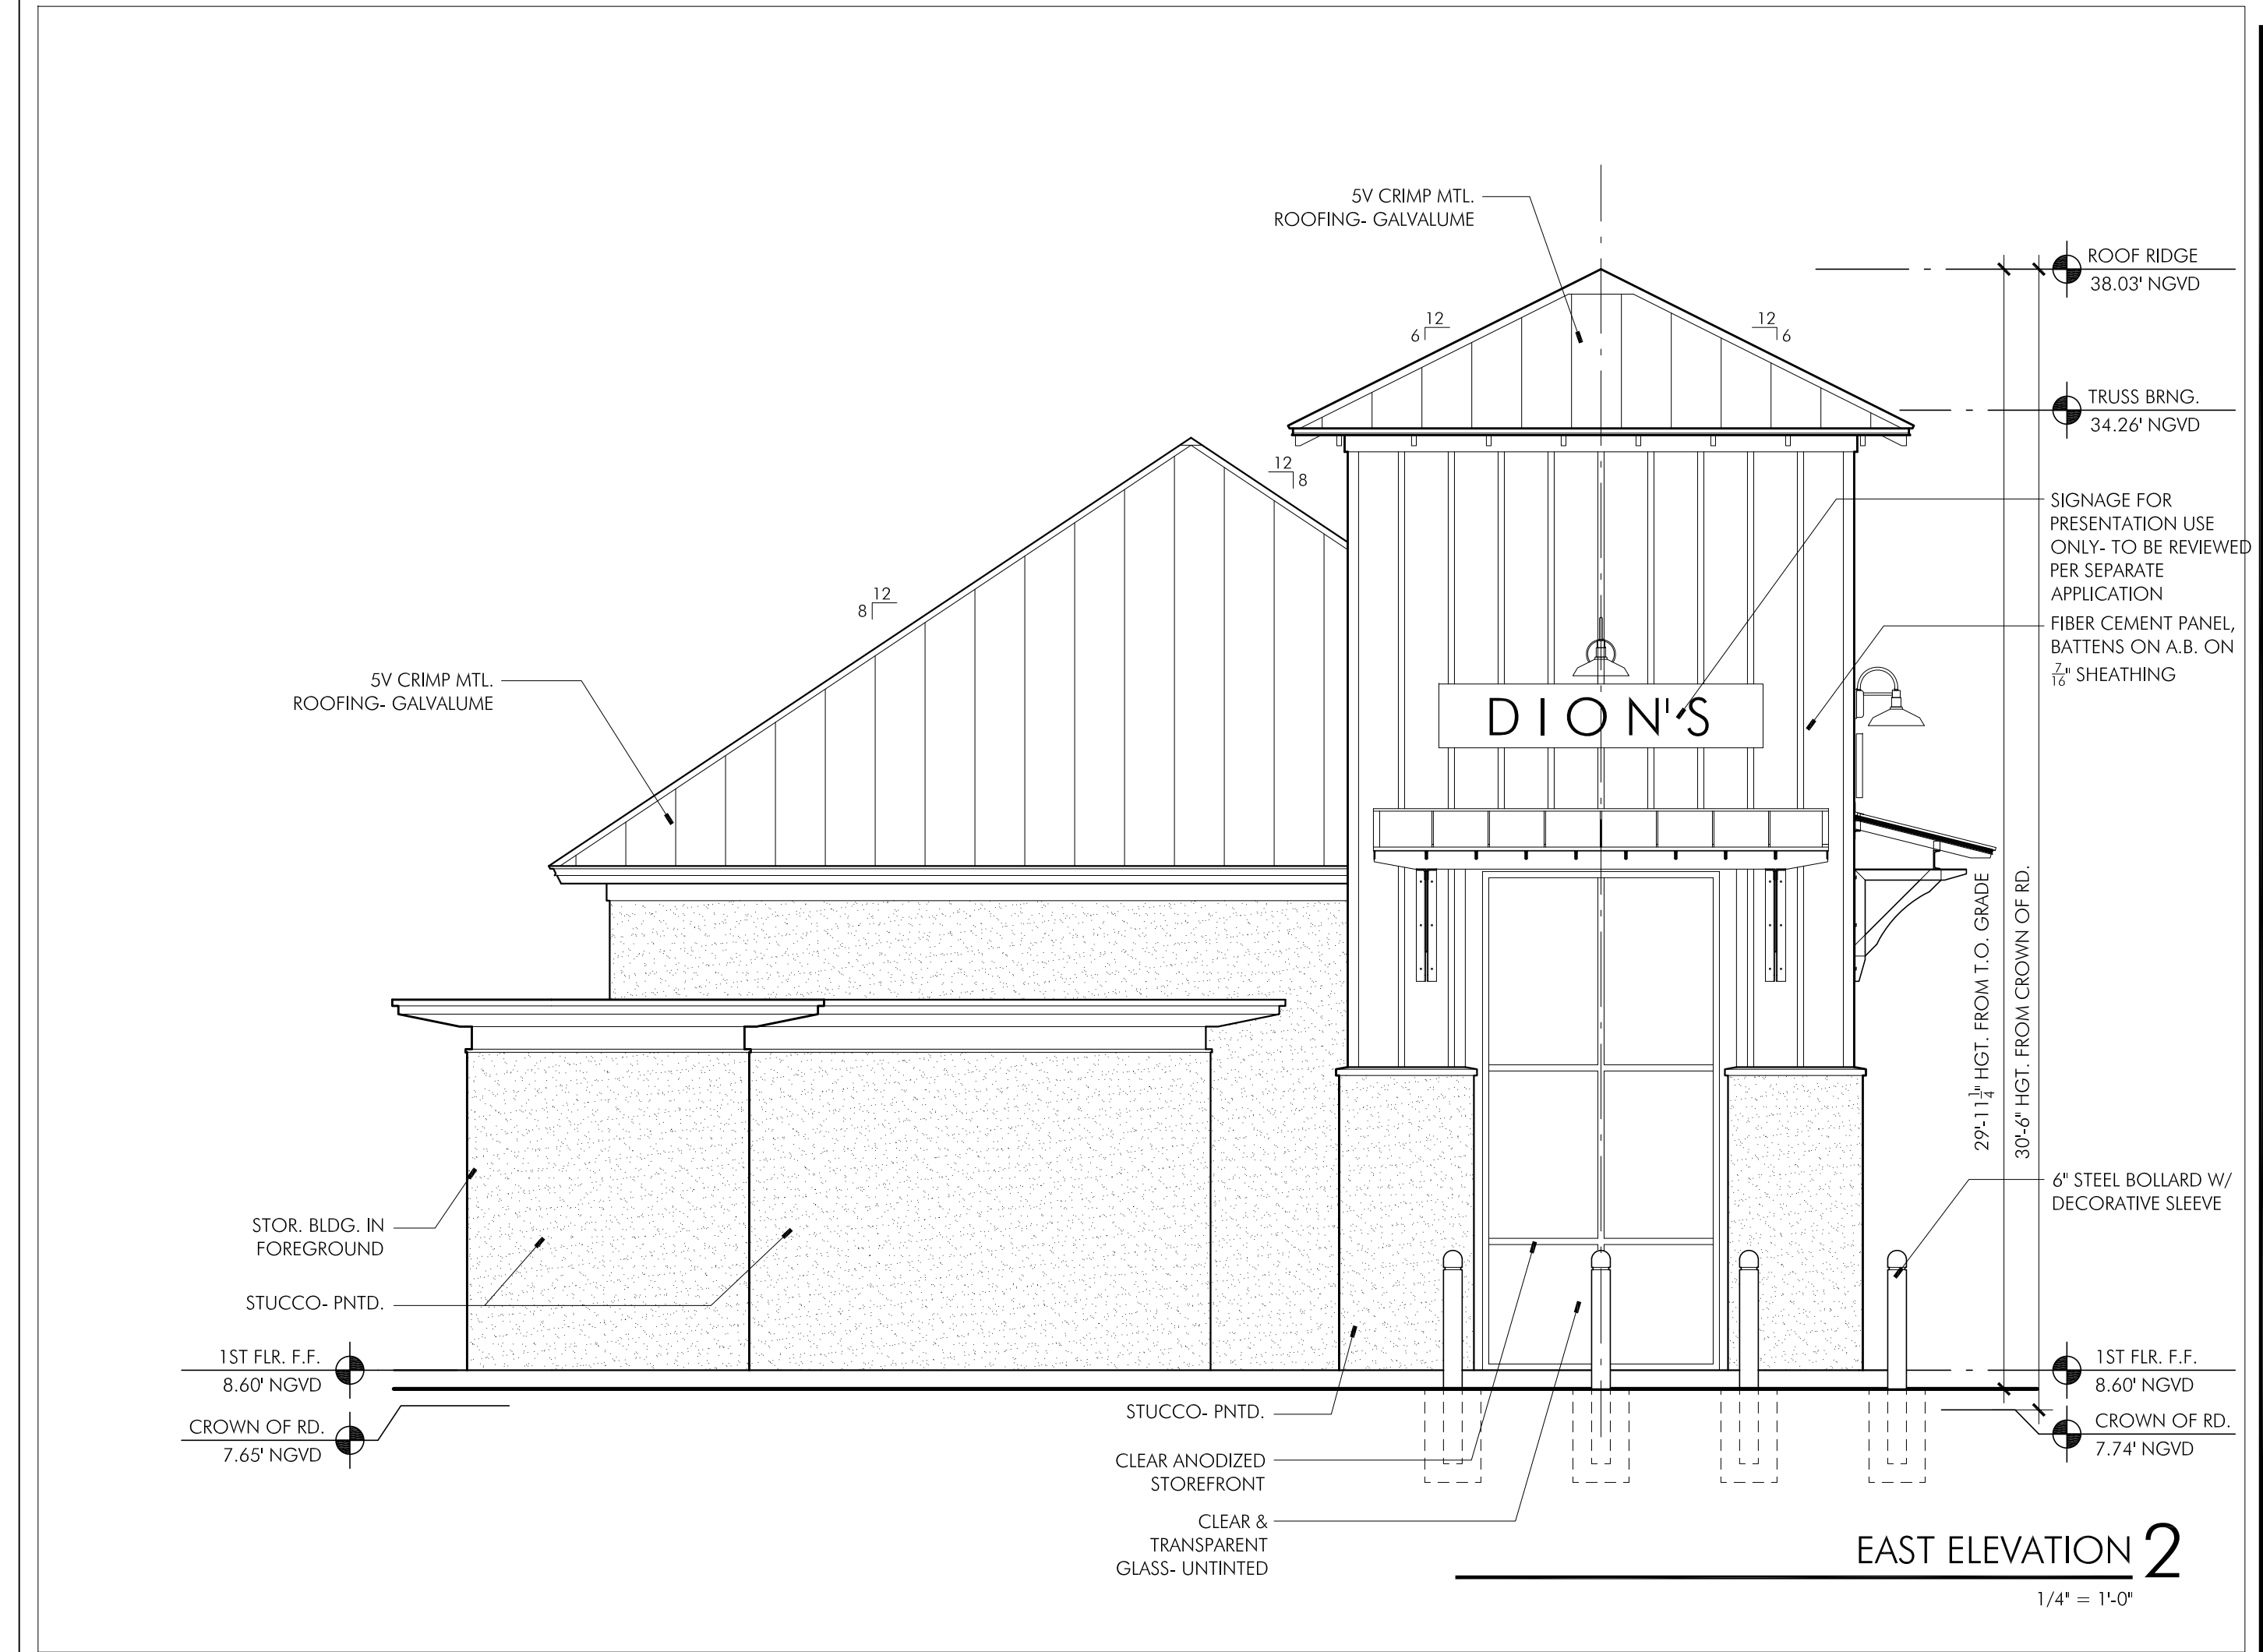 5V CRIMP MTL.
ROOFING- GALVALUME
ROOF RIDGE
38.03' NGVD
12
6
12
6
TRUSS BRNG.
34.26' NGVD
12
8
12
8
SIGNAGE FOR
PRESENTATION USE
ONLY- TO BE REVIEWED
PER SEPARATE
APPLICATION
FIBER CEMENT PANEL,
BATTENS ON A.B. ON
7/16" SHEATHING
5V CRIMP MTL.
ROOFING- GALVALUME
DION'S
29'-11 1/4" HGT. FROM T.O. GRADE
30'-6" HGT. FROM CROWN OF RD.
6" STEEL BOLLARD W/
DECORATIVE SLEEVE
STOR. BLDG. IN
FOREGROUND
STUCCO- PNTD.
1ST FLR. F.F.
8.60' NGVD
CROWN OF RD.
7.65' NGVD
1ST FLR. F.F.
8.60' NGVD
CROWN OF RD.
7.74' NGVD
STUCCO- PNTD.
CLEAR ANODIZED
STOREFRONT
CLEAR &
TRANSPARENT
GLASS- UNTINTED
EAST ELEVATION 2
1/4" = 1'-0"